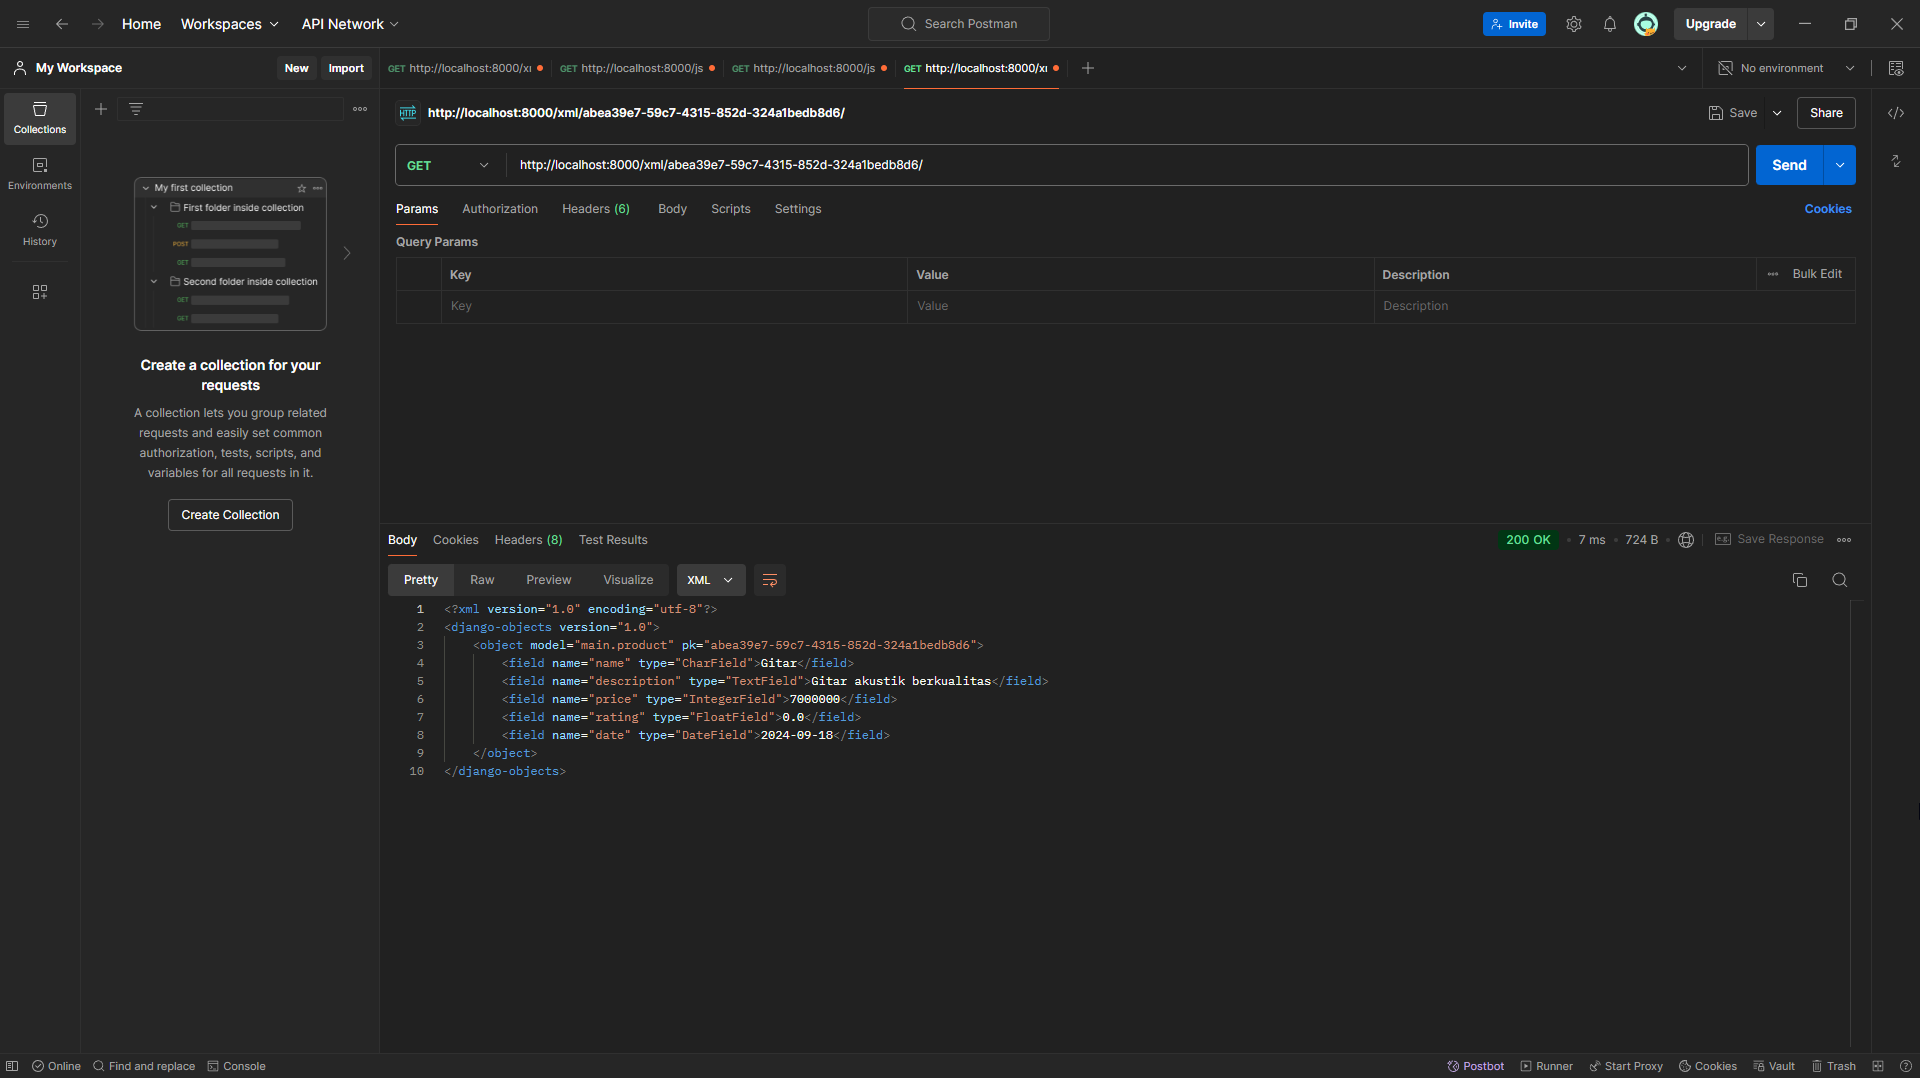 Home Workspaces API Network Search Postman Invite Upgrade
My Workspace New Import GET http://localhost:8000/x GET http://localhost:8000/js GET http://localhost:8000/js GET http://localhost:8000/x No environment
Collections
Environments
History
My first collection
First folder inside collection
GET
POST
GET
Second folder inside collection
GET
GET
Create a collection for your
requests
A collection lets you group related
requests and easily set common
authorization, tests, scripts, and
variables for all requests in it.
Create Collection
HTTP http://localhost:8000/xml/abea39e7-59c7-4315-852d-324a1bedb8d6/ Save Share
GET http://localhost:8000/xml/abea39e7-59c7-4315-852d-324a1bedb8d6/ Send
Params Authorization Headers (6) Body Scripts Settings Cookies
Query Params
Key Value Description Bulk Edit
Key Value Description
Body Cookies Headers (8) Test Results 200 OK 7 ms 724 B e.g. Save Response
Pretty Raw Preview Visualize XML
1 <?xml version="1.0" encoding="utf-8"?>
2 <django-objects version="1.0">
3 <object model="main.product" pk="abea39e7-59c7-4315-852d-324a1bedb8d6">
4 <field name="name" type="CharField">Gitar</field>
5 <field name="description" type="TextField">Gitar akustik berkualitas</field>
6 <field name="price" type="IntegerField">7000000</field>
7 <field name="rating" type="FloatField">0.0</field>
8 <field name="date" type="DateField">2024-09-18</field>
9 </object>
10 </django-objects>
Online Find and replace Console Postbot Runner Start Proxy Cookies Vault Trash